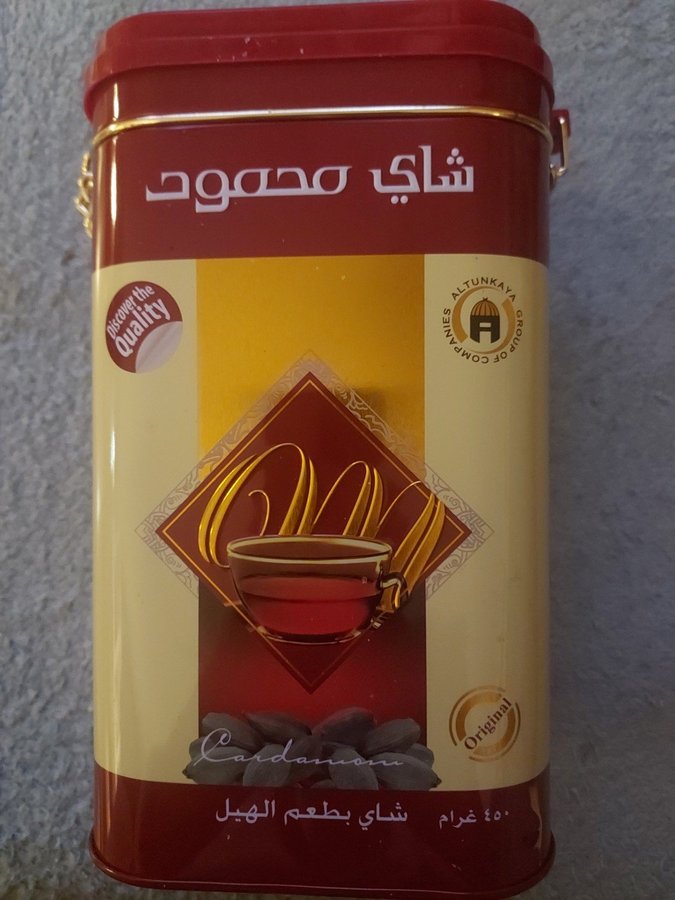 شاي محمود
Discover the
Quality
ALTUNKAYA GROUP OF COMPANIES
Original
Cardamom
شاي بطعم الهيل
٤٥٠ غرام